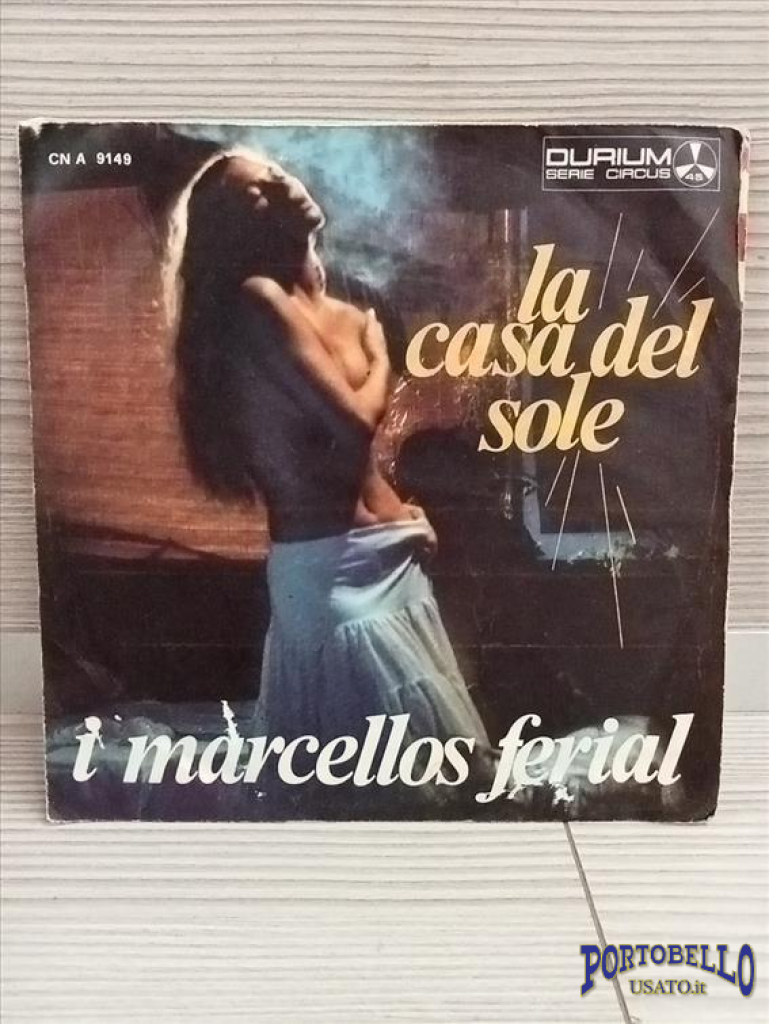 CN A 9149
DURIUM
SERIE CIRCUS
45
la
casa del
sole
i marcellos ferial
PORTOBELLO
USATO.it